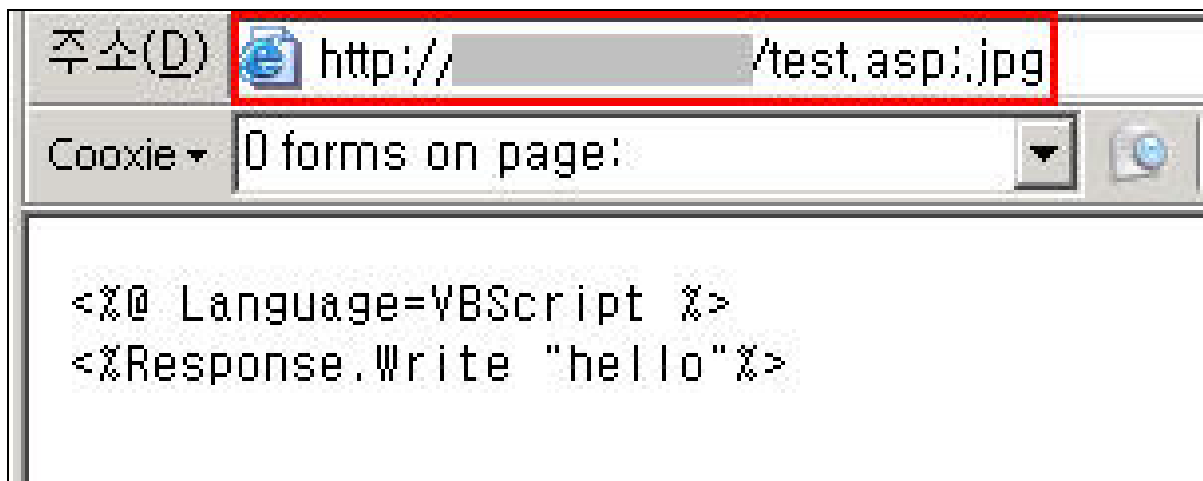 주소(D) http:// /test.asp;.jpg
Cooxie 0 forms on page:
<%@ Language=VBScript %>
<%Response.Write "hello"%>